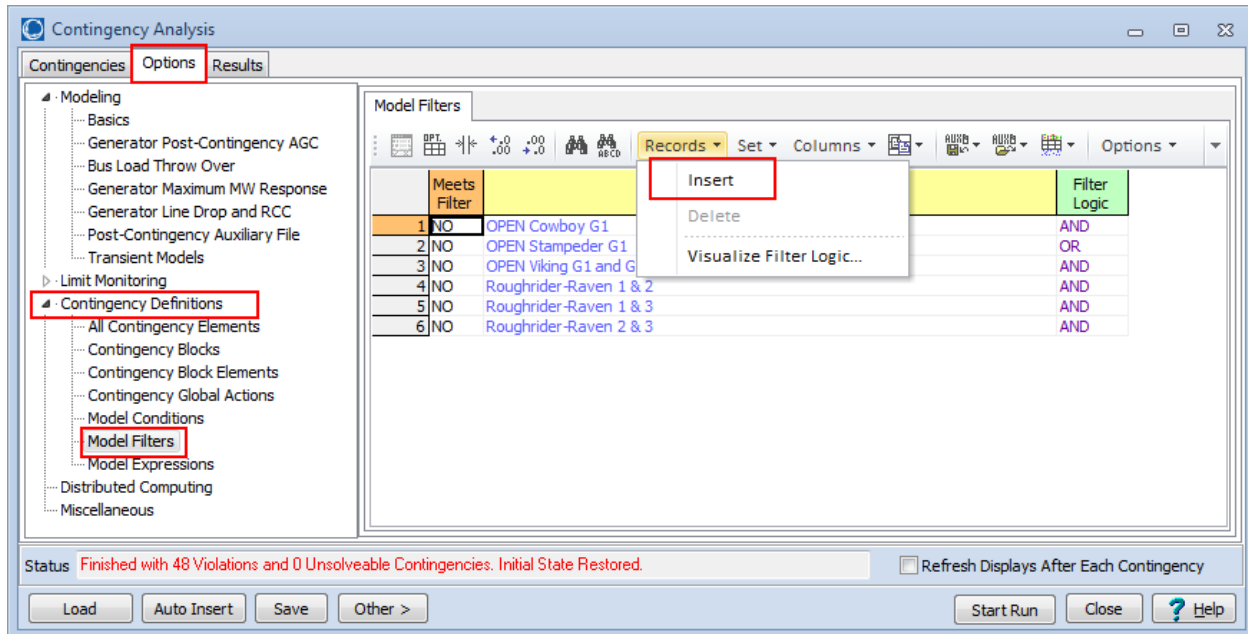 Contingency Analysis
Contingencies Options Results
Modeling
Basics
Generator Post-Contingency AGC
Bus Load Throw Over
Generator Maximum MW Response
Generator Line Drop and RCC
Post-Contingency Auxiliary File
Transient Models
Limit Monitoring
Contingency Definitions
All Contingency Elements
Contingency Blocks
Contingency Block Elements
Contingency Global Actions
Model Conditions
Model Filters
Model Expressions
Distributed Computing
Miscellaneous
Model Filters
Records Set Columns Options
Insert
Delete
Visualize Filter Logic...
Meets Filter Filter Logic
1 NO OPEN Cowboy G1 AND
2 NO OPEN Stampeder G1 OR
3 NO OPEN Viking G1 and G AND
4 NO Roughrider-Raven 1 & 2 AND
5 NO Roughrider-Raven 1 & 3 AND
6 NO Roughrider-Raven 2 & 3 AND
Status Finished with 48 Violations and 0 Unsolveable Contingencies. Initial State Restored. Refresh Displays After Each Contingency
Load Auto Insert Save Other > Start Run Close ? Help